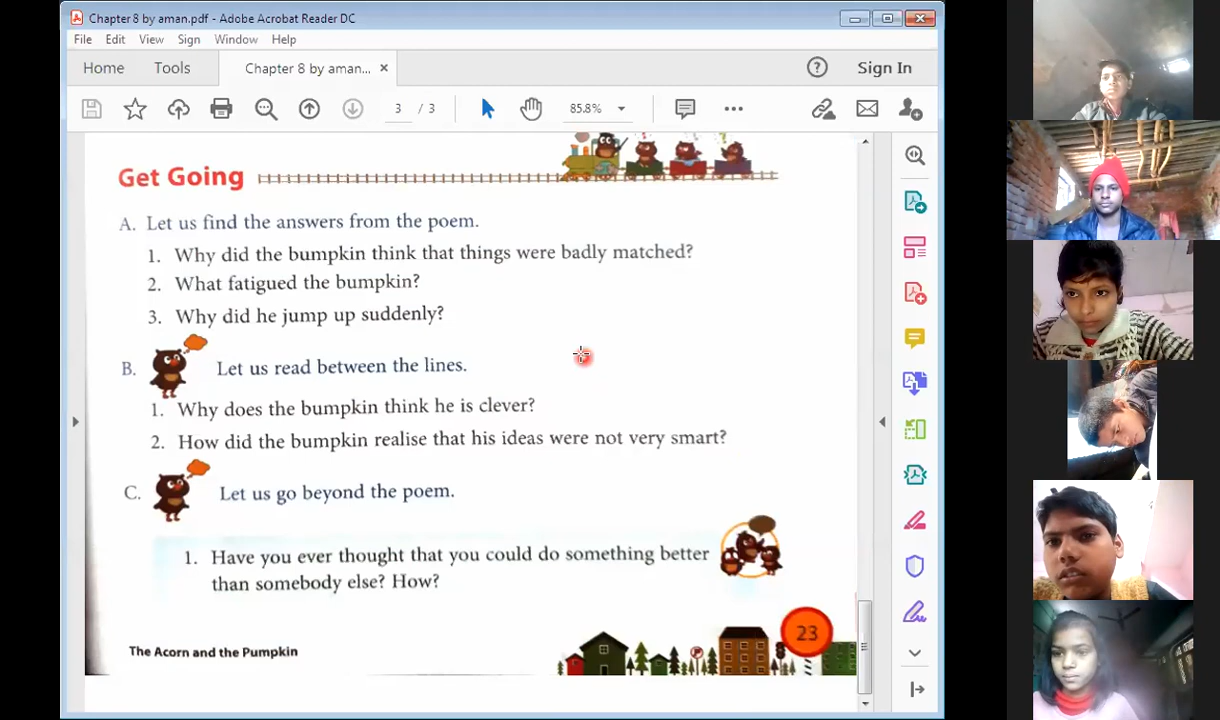 Chapter 8 by aman.pdf - Adobe Acrobat Reader DC
File Edit View Sign Window Help
Home Tools Chapter 8 by aman... × Sign In
3 / 3 85.8%
Get Going
A. Let us find the answers from the poem.
1. Why did the bumpkin think that things were badly matched?
2. What fatigued the bumpkin?
3. Why did he jump up suddenly?
B. Let us read between the lines.
1. Why does the bumpkin think he is clever?
2. How did the bumpkin realise that his ideas were not very smart?
C. Let us go beyond the poem.
1. Have you ever thought that you could do something better
than somebody else? How?
The Acorn and the Pumpkin
23